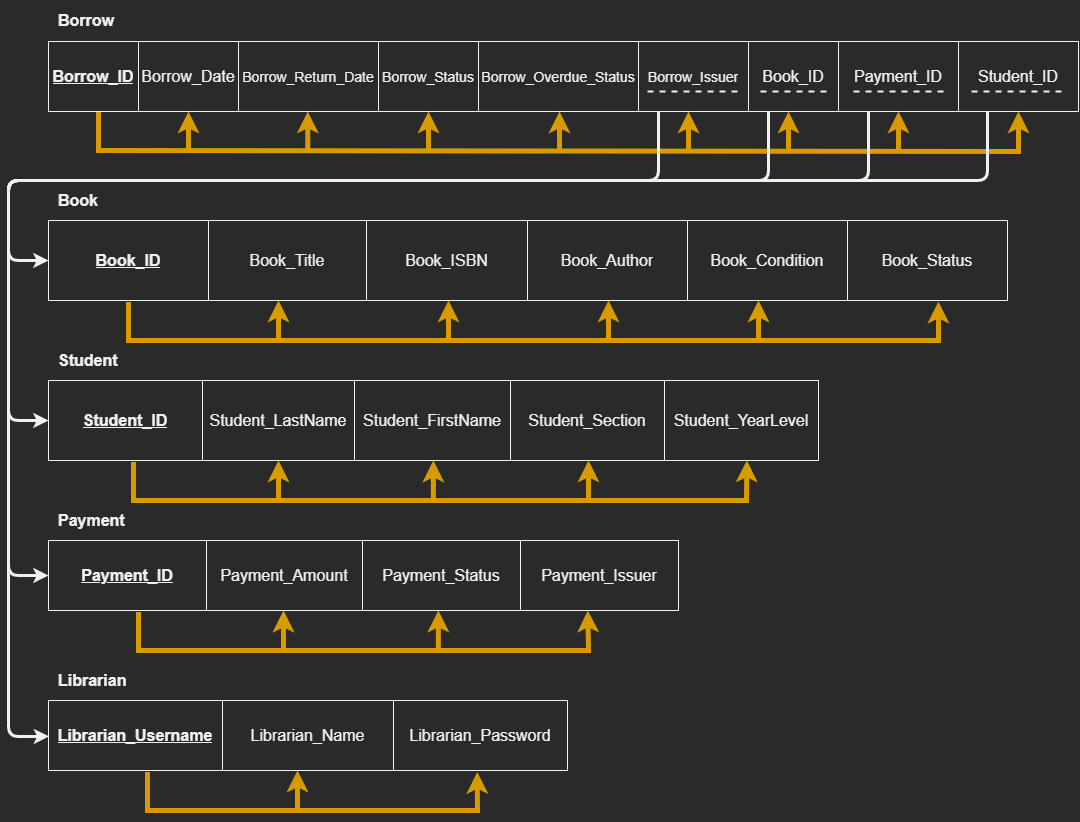 Borrow
Borrow_ID Borrow_Date Borrow_Return_Date Borrow_Status Borrow_Overdue_Status Borrow_Issuer Book_ID Payment_ID Student_ID
Book
Book_ID Book_Title Book_ISBN Book_Author Book_Condition Book_Status
Student
Student_ID Student_LastName Student_FirstName Student_Section Student_YearLevel
Payment
Payment_ID Payment_Amount Payment_Status Payment_Issuer
Librarian
Librarian_Username Librarian_Name Librarian_Password